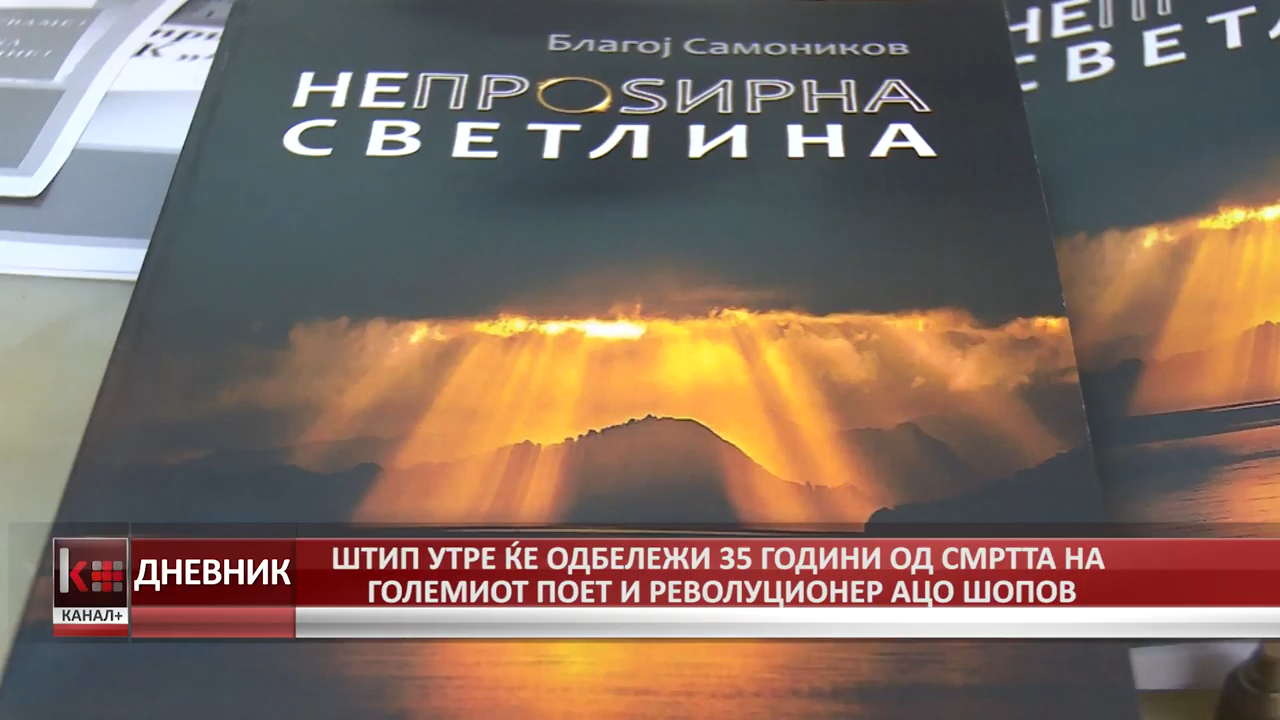 Благој Самоников
НЕПРОЅИРНА
СВЕТЛИНА
НЕП
СВЕТЛ
К
КАНАЛ+
ДНЕВНИК
ШТИП УТРЕ ЌЕ ОДБЕЛЕЖИ 35 ГОДИНИ ОД СМРТТА НА
ГОЛЕМИОТ ПОЕТ И РЕВОЛУЦИОНЕР АЦО ШОПОВ